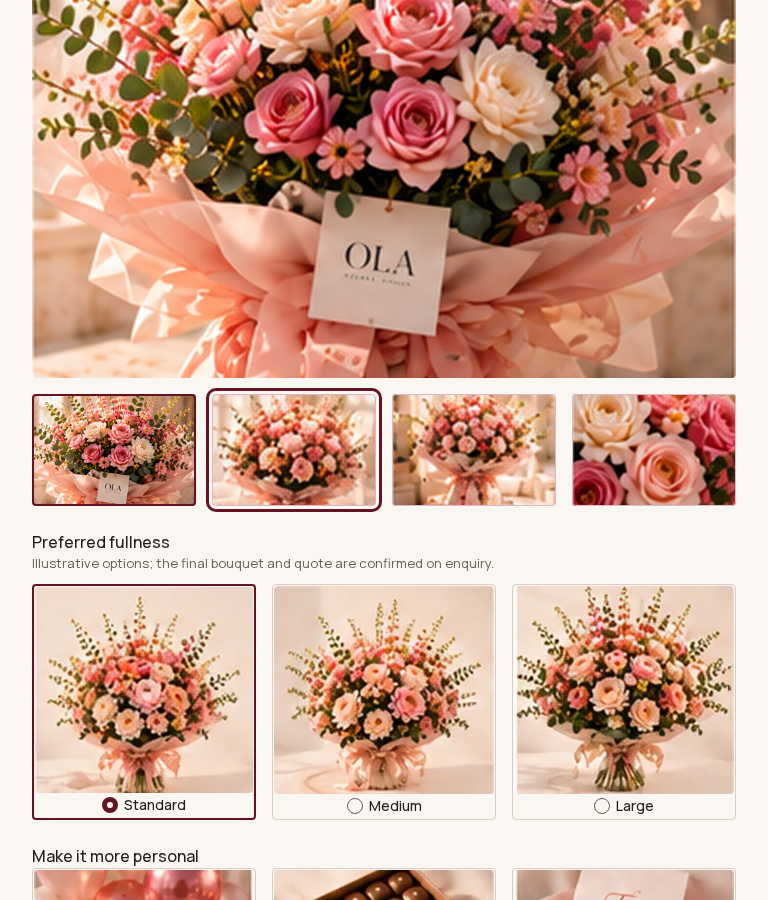 OLA
OLA
Preferred fullness
Illustrative options; the final bouquet and quote are confirmed on enquiry.
Standard
Medium
Large
Make it more personal